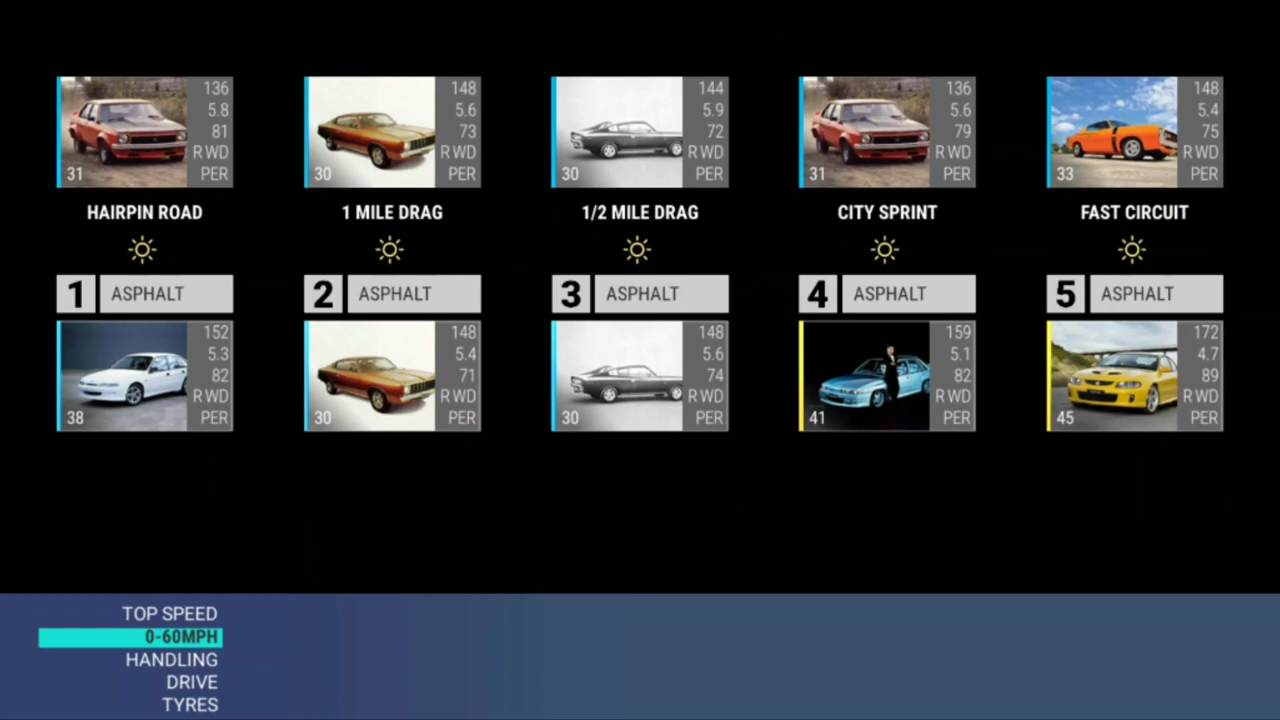 136
5.8
81
RWD
PER
31
148
5.6
73
RWD
PER
30
144
5.9
72
RWD
PER
30
136
5.6
79
RWD
PER
31
148
5.4
75
RWD
PER
33
HAIRPIN ROAD
1 MILE DRAG
1/2 MILE DRAG
CITY SPRINT
FAST CIRCUIT
1 ASPHALT
2 ASPHALT
3 ASPHALT
4 ASPHALT
5 ASPHALT
152
5.3
82
RWD
PER
38
148
5.4
71
RWD
PER
30
148
5.6
74
RWD
PER
30
159
5.1
82
RWD
PER
41
172
4.7
89
RWD
PER
45
TOP SPEED
0-60MPH
HANDLING
DRIVE
TYRES